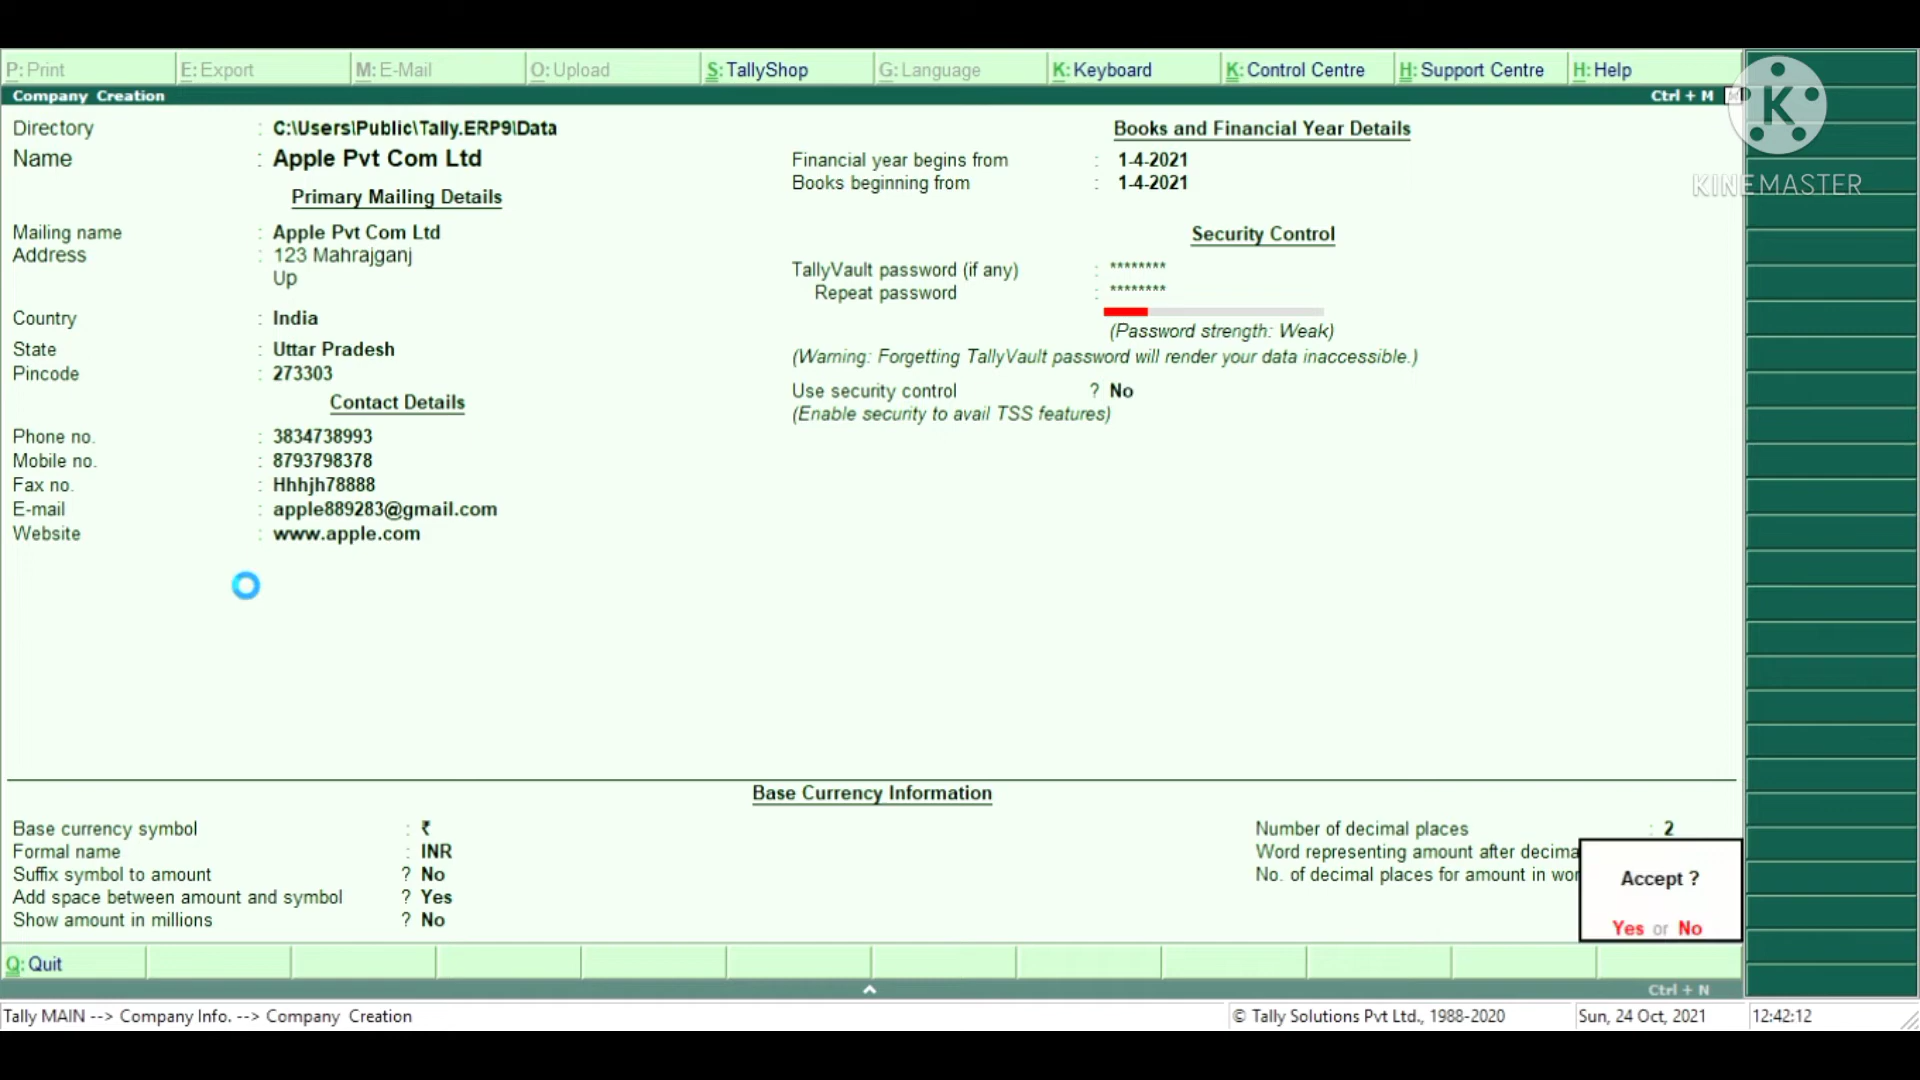 P: Print E: Export M: E-Mail O: Upload S: TallyShop G: Language K: Keyboard K: Control Centre H: Support Centre H: Help
Company Creation Ctrl + M
Directory : C:\Users\Public\Tally.ERP9\Data
Name : Apple Pvt Com Ltd
Primary Mailing Details
Mailing name : Apple Pvt Com Ltd
Address : 123 Mahrajganj
Up
Country : India
State : Uttar Pradesh
Pincode : 273303
Contact Details
Phone no. : 3834738993
Mobile no. : 8793798378
Fax no. : Hhhjh78888
E-mail : apple889283@gmail.com
Website : www.apple.com
Books and Financial Year Details
Financial year begins from : 1-4-2021
Books beginning from : 1-4-2021
Security Control
TallyVault password (if any) : ********
Repeat password : ********
(Password strength: Weak)
(Warning: Forgetting TallyVault password will render your data inaccessible.)
Use security control ? No
(Enable security to avail TSS features)
K
KINEMASTER
Base Currency Information
Base currency symbol : ₹
Formal name : INR
Suffix symbol to amount ? No
Add space between amount and symbol ? Yes
Show amount in millions ? No
Number of decimal places : 2
Word representing amount after decima
No. of decimal places for amount in wor
Accept ?
Yes or No
Q: Quit
Ctrl + N
Tally MAIN --> Company Info. --> Company Creation © Tally Solutions Pvt Ltd., 1988-2020 Sun, 24 Oct, 2021 12:42:12